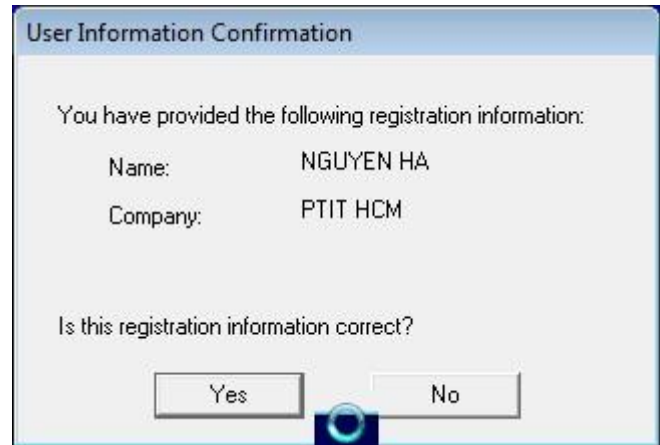 User Information Confirmation
You have provided the following registration information:
Name: NGUYEN HA
Company: PTIT HCM
Is this registration information correct?
Yes No